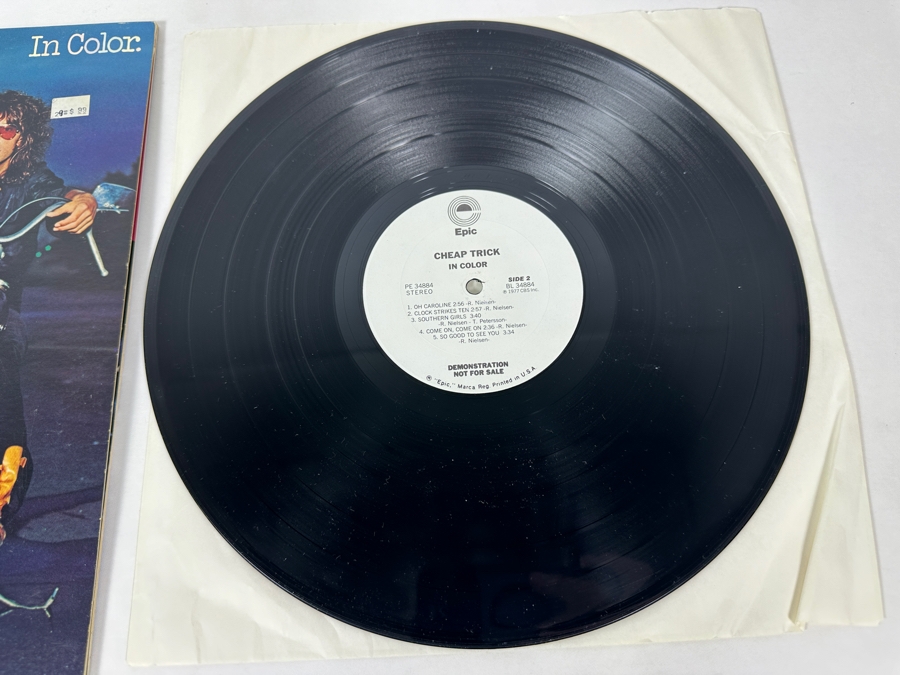 In Color.
Epic
CHEAP TRICK
IN COLOR
PE 34884
STEREO
SIDE 2
BL 34884
℗ 1977 CBS Inc.
1. OH CAROLINE 2:56 -R. Nielsen-
2. CLOCK STRIKES TEN 2:57 -R. Nielsen-
3. SOUTHERN GIRLS 3:40
-R. Nielsen - T. Petersson-
4. COME ON, COME ON 2:36 -R. Nielsen-
5. SO GOOD TO SEE YOU 3:34
-R. Nielsen-
DEMONSTRATION
NOT FOR SALE
® "Epic," Marca Reg. Printed in U.S.A.